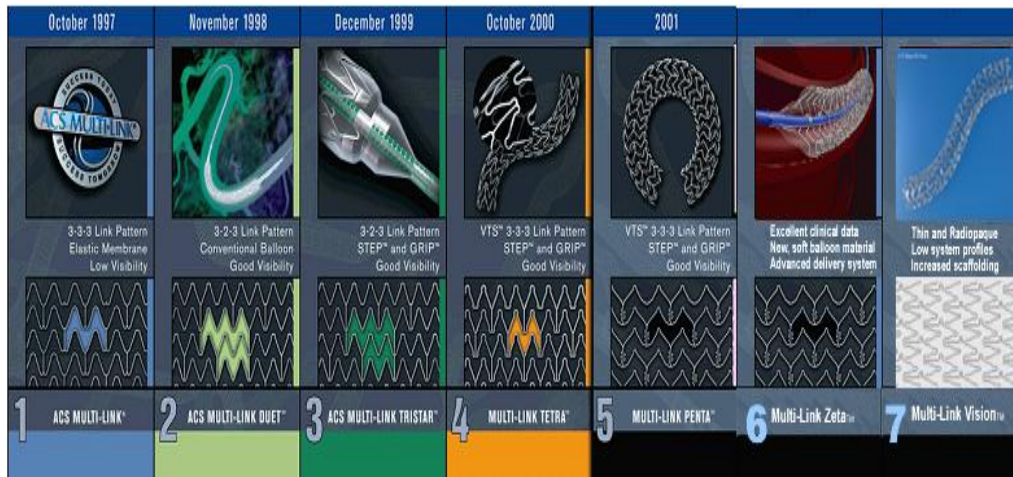 October 1997
November 1998
December 1999
October 2000
2001
SUCCESS TODAY
ACS MULTI-LINK®
SUCCESS TOMORROW
3-3-3 Link Pattern
Elastic Membrane
Low Visibility
3-2-3 Link Pattern
Conventional Balloon
Good Visibility
3-2-3 Link Pattern
STEP™ and GRIP™
Good Visibility
VTS™ 3-3-3 Link Pattern
STEP™ and GRIP™
Good Visibility
VTS™ 3-3-3 Link Pattern
STEP™ and GRIP™
Good Visibility
Excellent clinical data
New, soft balloon material
Advanced delivery system
Thin and Radiopaque
Low system profiles
Increased scaffolding
1 ACS MULTI-LINK®
2 ACS MULTI-LINK DUET™
3 ACS MULTI-LINK TRISTAR™
4 MULTI-LINK TETRA™
5 MULTI-LINK PENTA™
6 Multi-Link Zeta™
7 Multi-Link Vision™